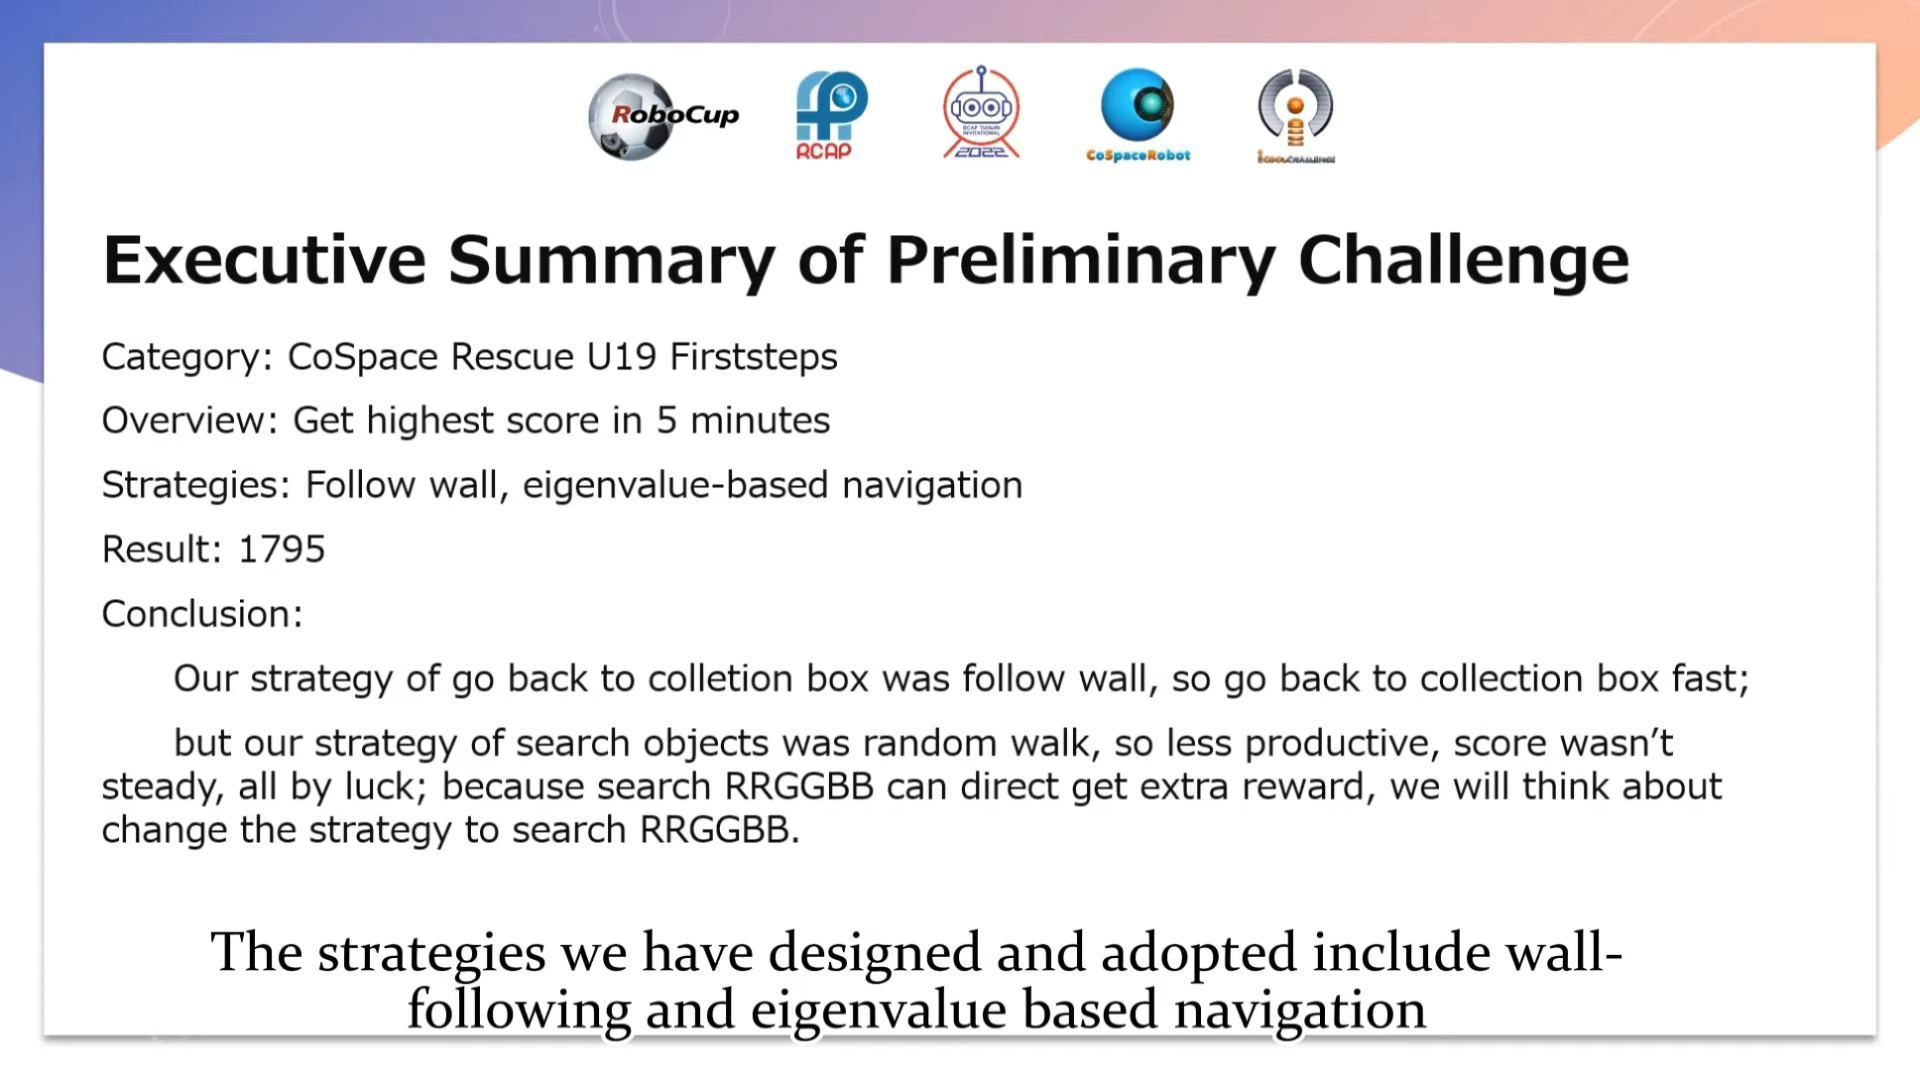 RoboCup
RCAP
RCAP TIANJIN
INVITATIONAL
2022
CoSpaceRobot
Executive Summary of Preliminary Challenge
Category: CoSpace Rescue U19 Firststeps
Overview: Get highest score in 5 minutes
Strategies: Follow wall, eigenvalue-based navigation
Result: 1795
Conclusion:
Our strategy of go back to colletion box was follow wall, so go back to collection box fast;
but our strategy of search objects was random walk, so less productive, score wasn’t
steady, all by luck; because search RRGGBB can direct get extra reward, we will think about
change the strategy to search RRGGBB.
The strategies we have designed and adopted include wall-
following and eigenvalue based navigation